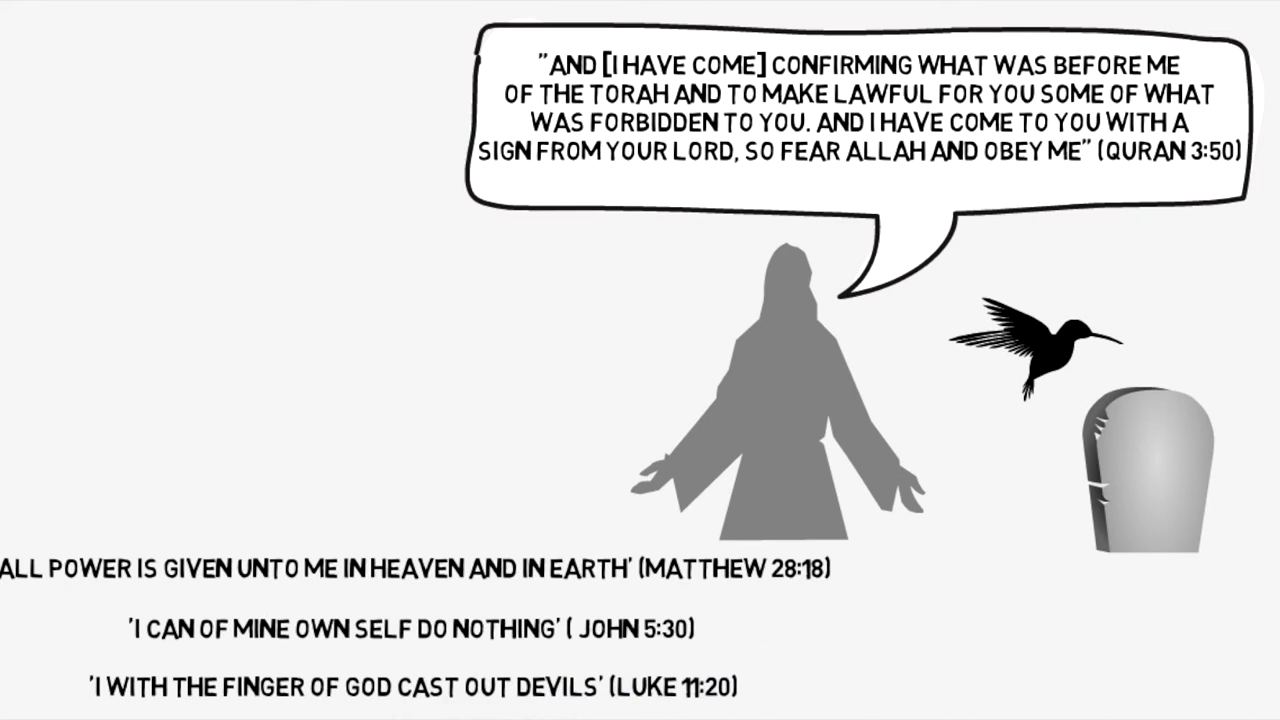 "AND [I HAVE COME] CONFIRMING WHAT WAS BEFORE ME
OF THE TORAH AND TO MAKE LAWFUL FOR YOU SOME OF WHAT
WAS FORBIDDEN TO YOU. AND I HAVE COME TO YOU WITH A
SIGN FROM YOUR LORD, SO FEAR ALLAH AND OBEY ME" (QURAN 3:50)
ALL POWER IS GIVEN UNTO ME IN HEAVEN AND IN EARTH' (MATTHEW 28:18)
'I CAN OF MINE OWN SELF DO NOTHING' ( JOHN 5:30)
'I WITH THE FINGER OF GOD CAST OUT DEVILS' (LUKE 11:20)